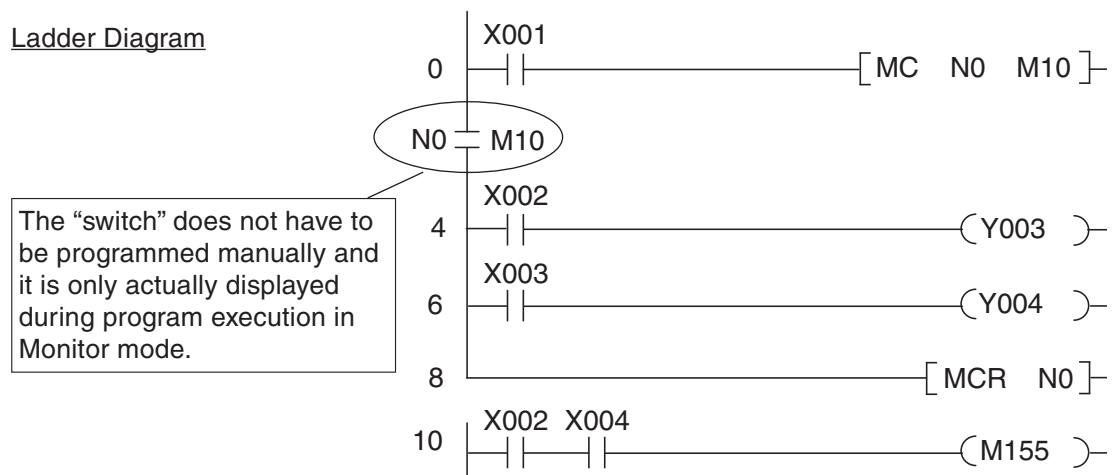 Ladder Diagram
X001
0 MC N0 M10
N0 M10
The “switch” does not have to
be programmed manually and
it is only actually displayed
during program execution in
Monitor mode.
X002
4 Y003
X003
6 Y004
8 MCR N0
X002 X004
10 M155